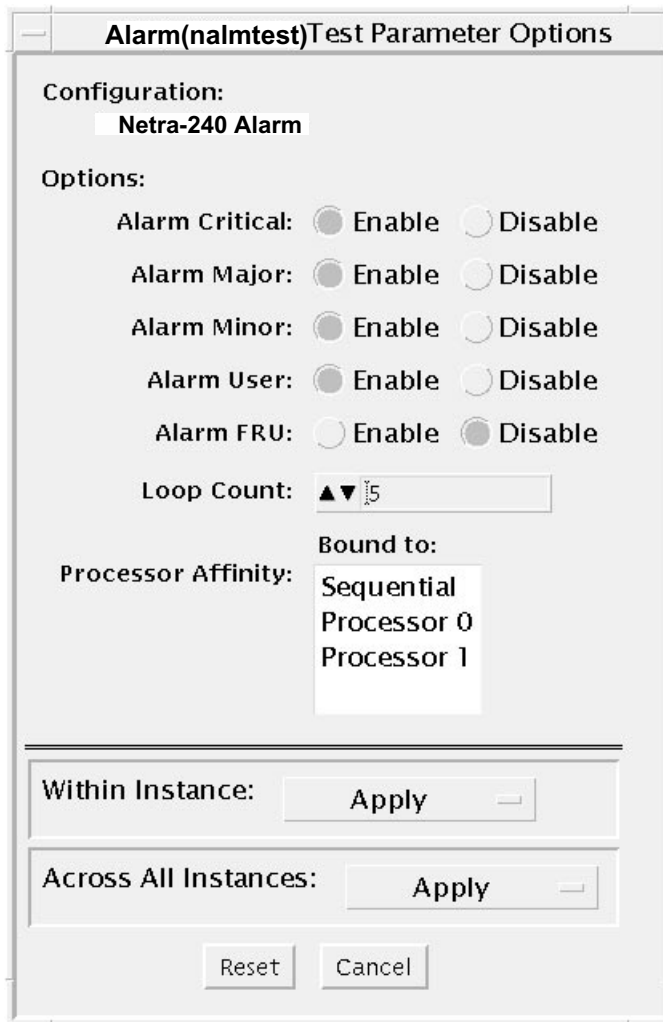 Alarm(nalmtest)Test Parameter Options
Configuration:
Netra-240 Alarm
Options:
Alarm Critical: Enable Disable
Alarm Major: Enable Disable
Alarm Minor: Enable Disable
Alarm User: Enable Disable
Alarm FRU: Enable Disable
Loop Count: 5
Bound to:
Processor Affinity:
Sequential
Processor 0
Processor 1
Within Instance: Apply
Across All Instances: Apply
Reset Cancel